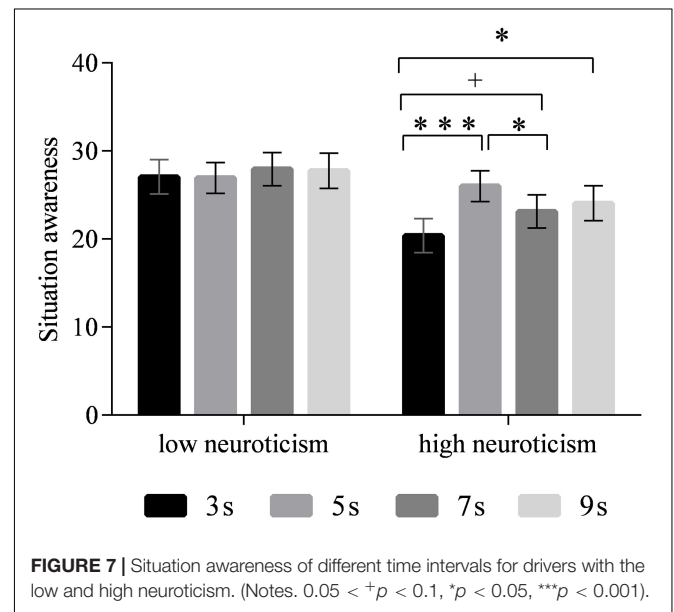 *
+
* * *
*
40
30
20
10
0
Situation awareness
low neuroticism high neuroticism
3s 5s 7s 9s
FIGURE 7 | Situation awareness of different time intervals for drivers with the
low and high neuroticism. (Notes. 0.05 < +p < 0.1, *p < 0.05, ***p < 0.001).